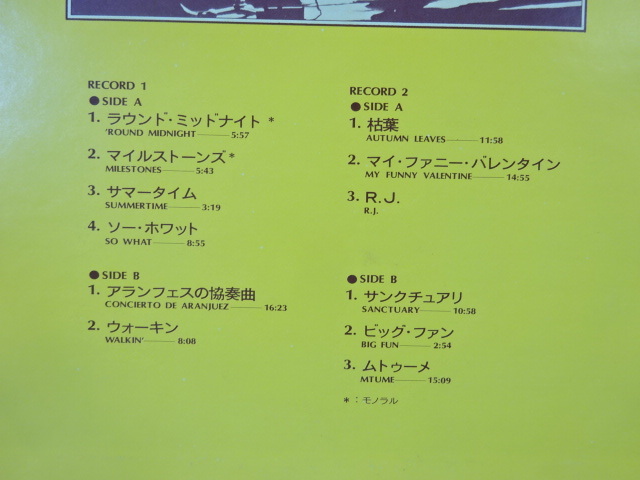 RECORD 1
●SIDE A
1. ラウンド・ミッドナイト *
'ROUND MIDNIGHT——5:57
2. マイルストーンズ*
MILESTONES——5:43
3. サマータイム
SUMMERTIME——3:19
4. ソー・ホワット
SO WHAT——8:55
●SIDE B
1. アランフェスの協奏曲
CONCIERTO DE ARANJUEZ——16:23
2. ウォーキン
WALKIN'——8:08
RECORD 2
●SIDE A
1. 枯葉
AUTUMN LEAVES——11:58
2. マイ・ファニー・バレンタイン
MY FUNNY VALENTINE——14:55
3. R.J.
R.J.
●SIDE B
1. サンクチュアリ
SANCTUARY——10:58
2. ビッグ・ファン
BIG FUN——2:54
3. ムトゥーメ
MTUME——15:09
*：モノラル